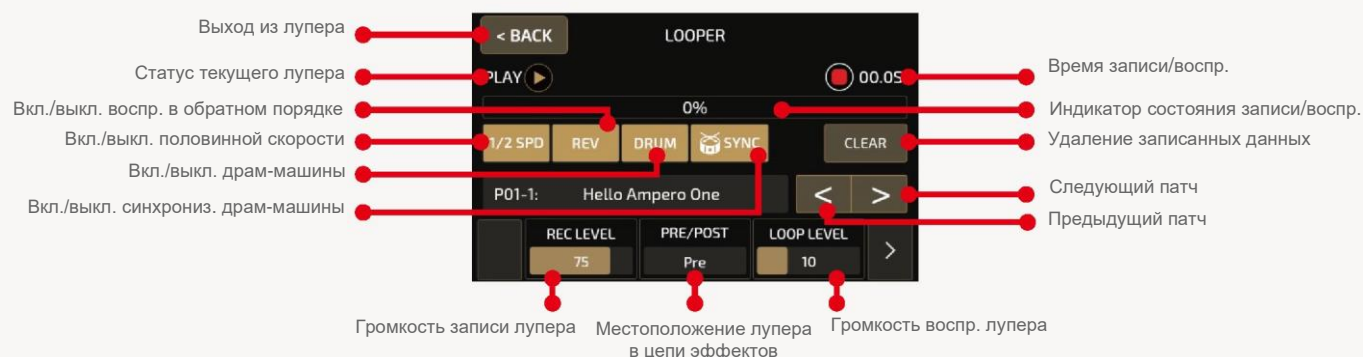 Выход из лупера
Статус текущего лупера
Вкл./выкл. воспр. в обратном порядке
Вкл./выкл. половинной скорости
Вкл./выкл. драм-машины
Вкл./выкл. синхрониз. драм-машины
< BACK
LOOPER
PLAY
00.0S
0%
1/2 SPD
REV
DRUM
SYNC
CLEAR
P01-1: Hello Ampero One
<
>
REC LEVEL
75
PRE/POST
Pre
LOOP LEVEL
10
>
Время записи/воспр.
Индикатор состояния записи/воспр.
Удаление записанных данных
Следующий патч
Предыдущий патч
Громкость записи лупера
Местоположение лупера
в цепи эффектов
Громкость воспр. лупера